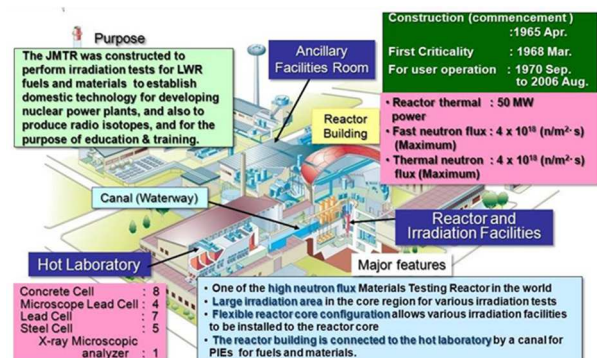 Purpose
The JMTR was constructed to
perform irradiation tests for LWR
fuels and materials to establish
domestic technology for developing
nuclear power plants, and also to
produce radio isotopes, and for the
purpose of education & training.
Ancillary
Facilities Room
Reactor
Building
Construction (commencement )
:1965 Apr.
First Criticality : 1968 Mar.
For user operation : 1970 Sep.
to 2006 Aug.
• Reactor thermal : 50 MW
power
• Fast neutron flux : 4 x 10¹⁸ (n/m²· s)
(Maximum)
• Thermal neutron : 4 x 10¹⁸ (n/m²· s)
flux (Maximum)
Canal (Waterway)
Reactor and
Irradiation Facilities
Hot Laboratory
Concrete Cell : 8
Microscope Lead Cell : 4
Lead Cell : 7
Steel Cell : 5
X-ray Microscopic
analyzer : 1
Major features
• One of the high neutron flux Materials Testing Reactor in the world
• Large irradiation area in the core region for various irradiation tests
• Flexible reactor core configuration allows various irradiation facilities
to be installed to the reactor core
• The reactor building is connected to the hot laboratory by a canal for
PIEs for fuels and materials.